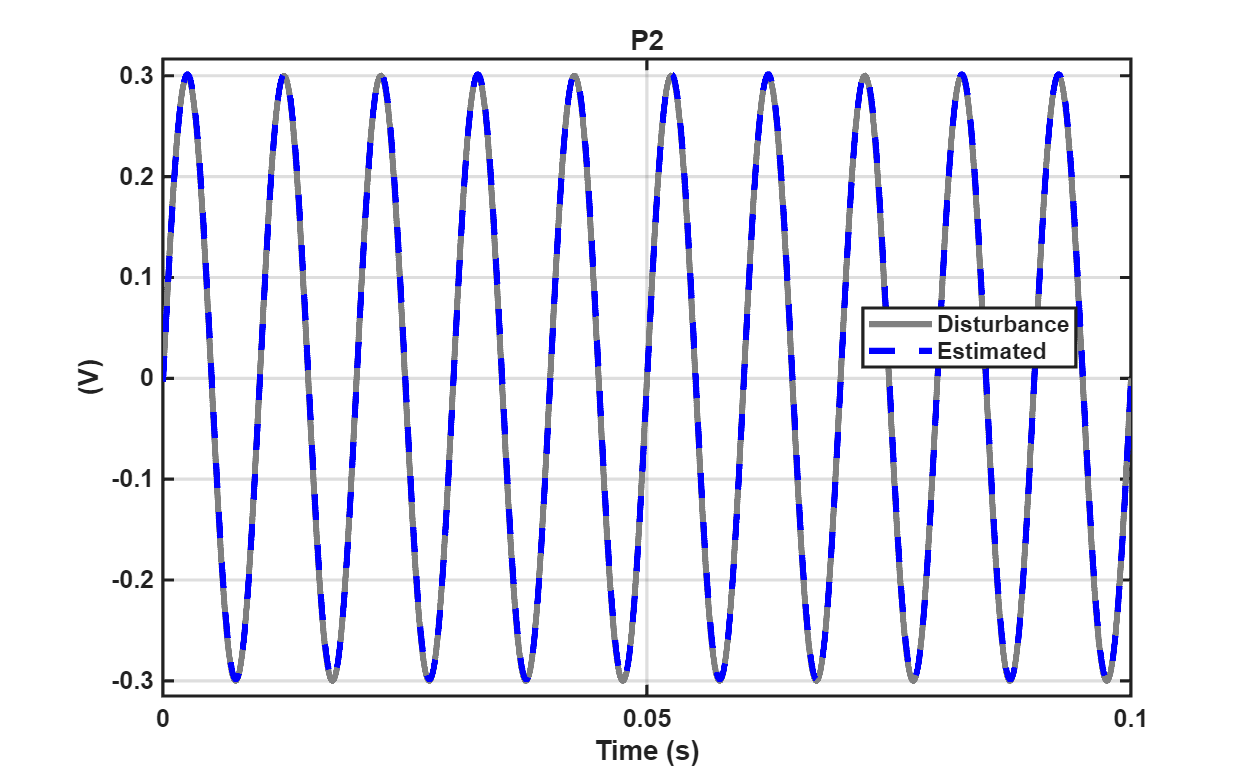 P2
0.3
0.2
0.1
0
-0.1
-0.2
-0.3
(V)
Disturbance
Estimated
0
0.05
0.1
Time (s)